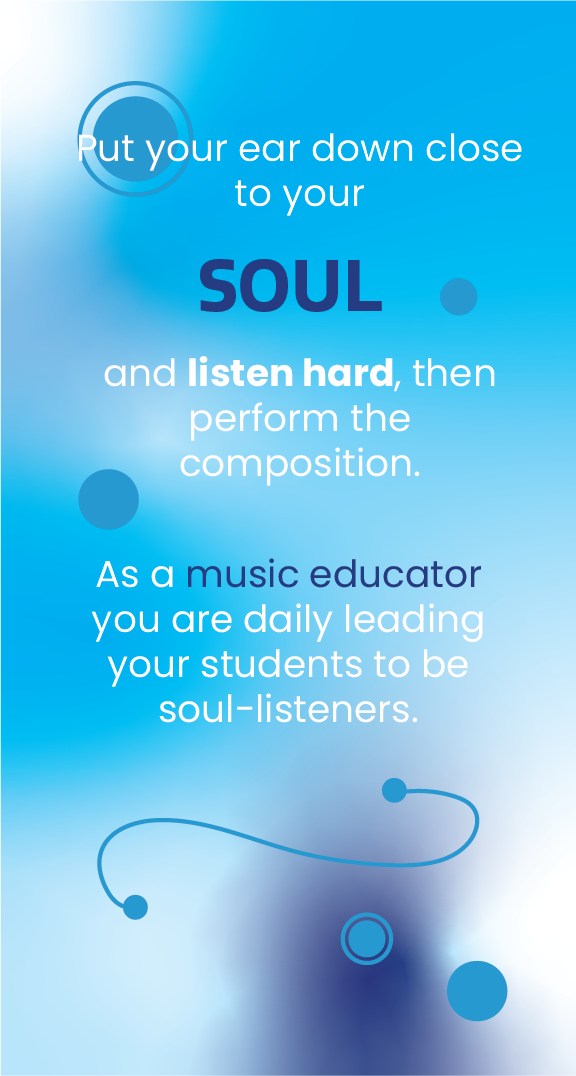 Put your ear down close
to your
SOUL
and listen hard, then
perform the
composition.
As a music educator
you are daily leading
your students to be
soul-listeners.